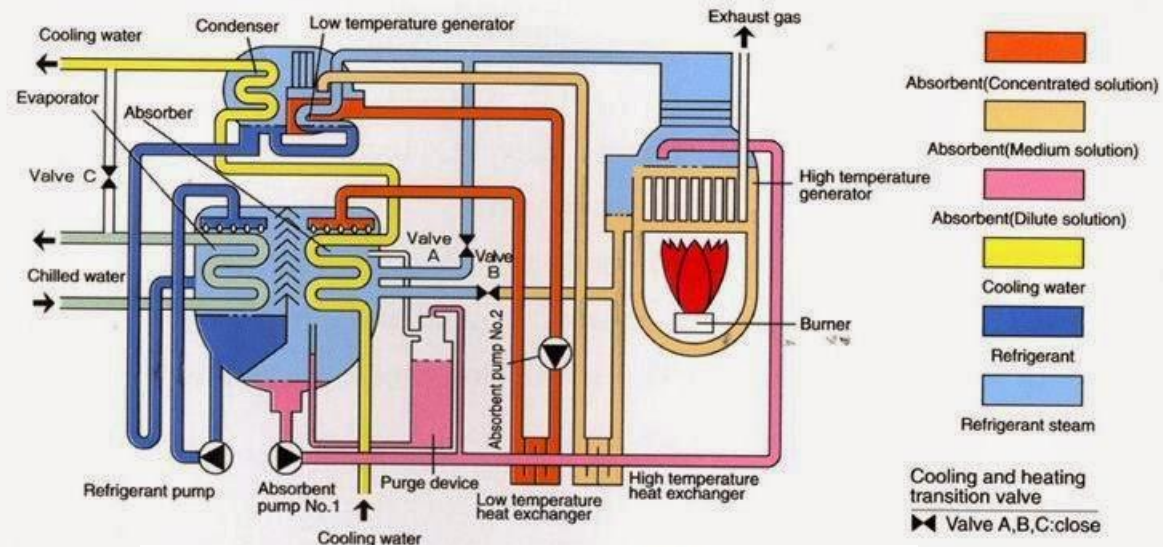 Exhaust gas
Low temperature generator
Condenser
Cooling water
Evaporator
Absorber
Valve C
Chilled water
Valve
A
Valve
B
High temperature
generator
Burner
Absorbent pump No.2
Refrigerant pump
Absorbent
pump No.1
Purge device
Low temperature
heat exchanger
High temperature
heat exchanger
Cooling water
Absorbent(Concentrated solution)
Absorbent(Medium solution)
Absorbent(Dilute solution)
Cooling water
Refrigerant
Refrigerant steam
Cooling and heating
transition valve
Valve A,B,C:close